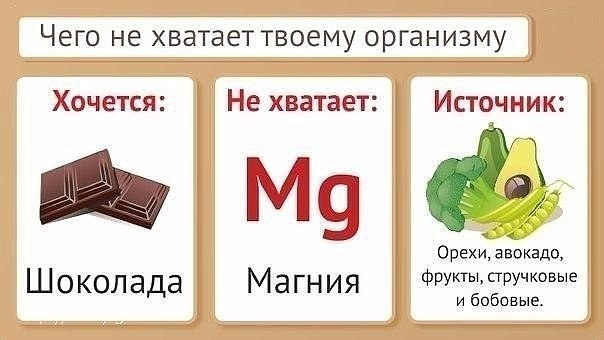 Чего не хватает твоему организму
Хочется:
Шоколада
Не хватает:
Mg
Магния
Источник:
Орехи, авокадо,
фрукты, стручковые
и бобовые.